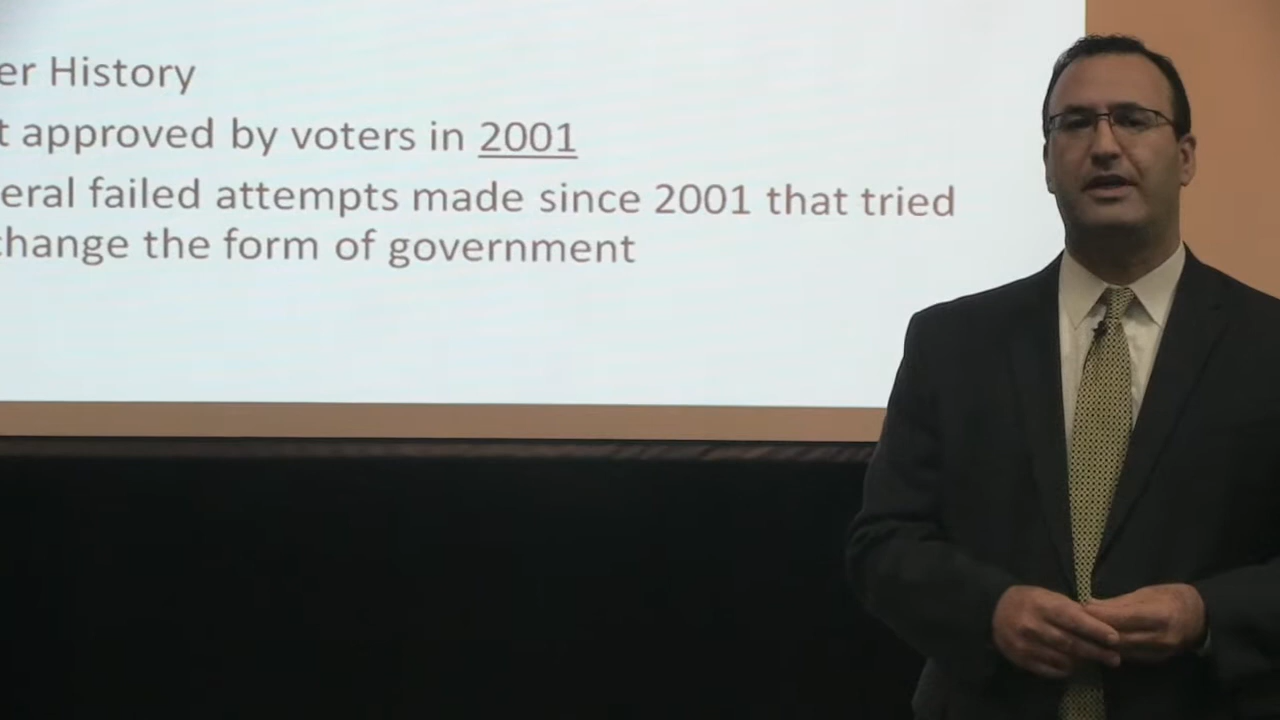 er History
t approved by voters in 2001
eral failed attempts made since 2001 that tried
change the form of government